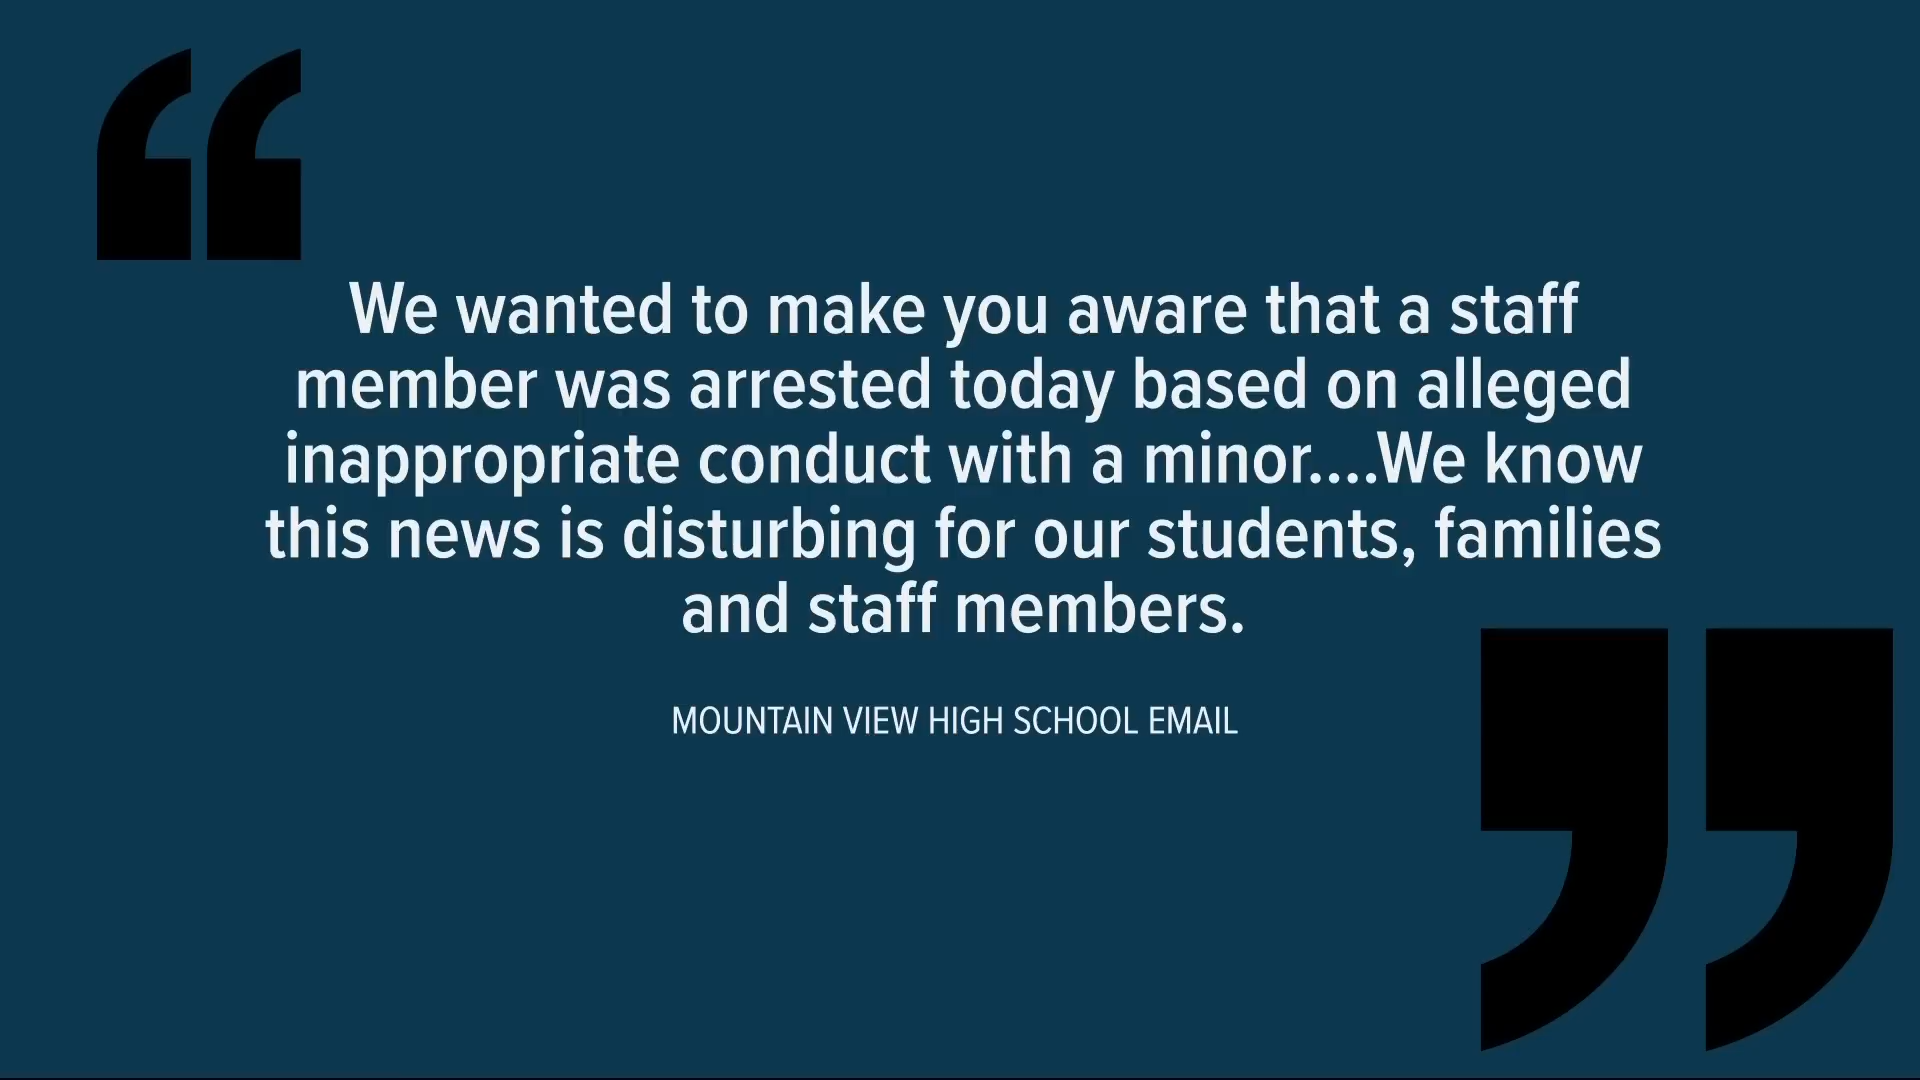 “
We wanted to make you aware that a staff
member was arrested today based on alleged
inappropriate conduct with a minor....We know
this news is disturbing for our students, families
and staff members.
”
MOUNTAIN VIEW HIGH SCHOOL EMAIL